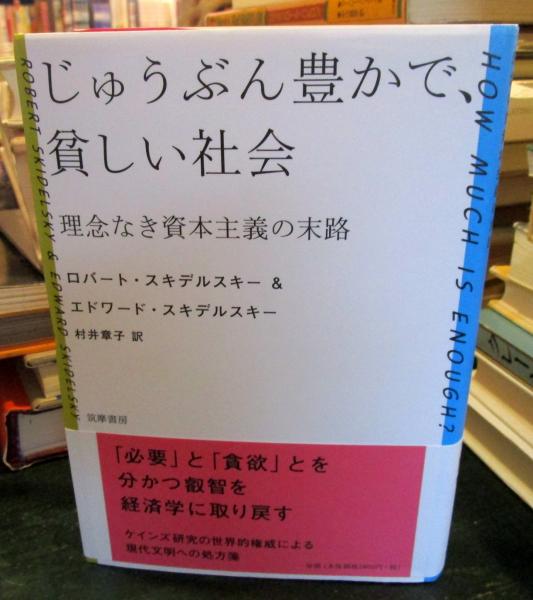 じゅうぶん豊かで、
貧しい社会
理念なき資本主義の末路
ロバート・スキデルスキー &
エドワード・スキデルスキー
村井章子 訳
筑摩書房
ROBERT SKIDELSKY & EDWARD SKIDELSKY
HOW MUCH IS ENOUGH?
「必要」と「貪欲」とを
分かつ叡智を
経済学に取り戻す
ケインズ研究の世界的権威による
現代文明への処方箋
筑摩書房